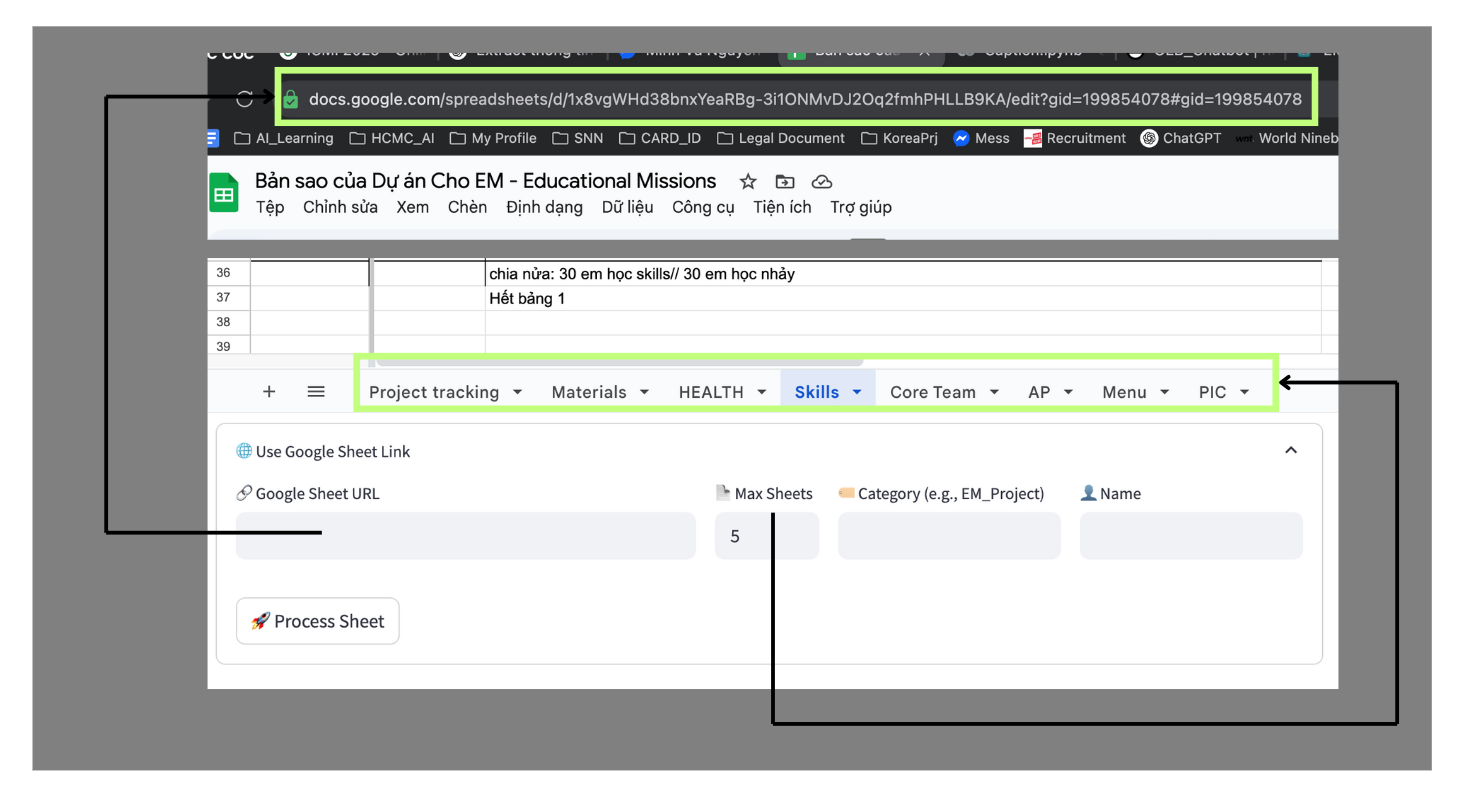 docs.google.com/spreadsheets/d/1x8vgWHd38bnxYeaRBg-3i1ONMvDJ2Oq2fmhPHLLB9KA/edit?gid=199854078#gid=199854078
AI_Learning HCMC_AI My Profile SNN CARD_ID Legal Document KoreaPrj Mess Recruitment ChatGPT World Nineb
Bản sao của Dự án Cho EM - Educational Missions
Tệp Chỉnh sửa Xem Chèn Định dạng Dữ liệu Công cụ Tiện ích Trợ giúp
36 chia nửa: 30 em học skills// 30 em học nhảy
37 Hết bảng 1
38
39
Project tracking Materials HEALTH Skills Core Team AP Menu PIC
Use Google Sheet Link
Google Sheet URL Max Sheets Category (e.g., EM_Project) Name
5
Process Sheet